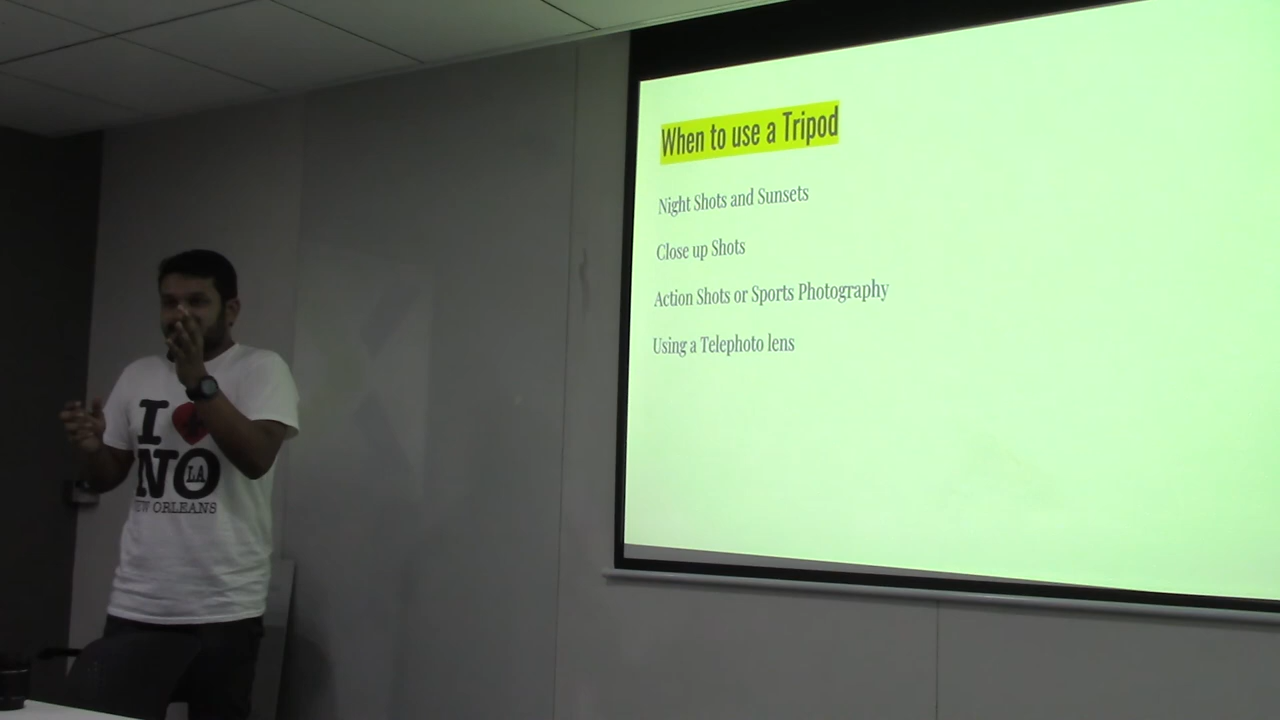 When to use a Tripod
Night Shots and Sunsets
Close up Shots
Action Shots or Sports Photography
Using a Telephoto lens
I
NO
LA
NEW ORLEANS